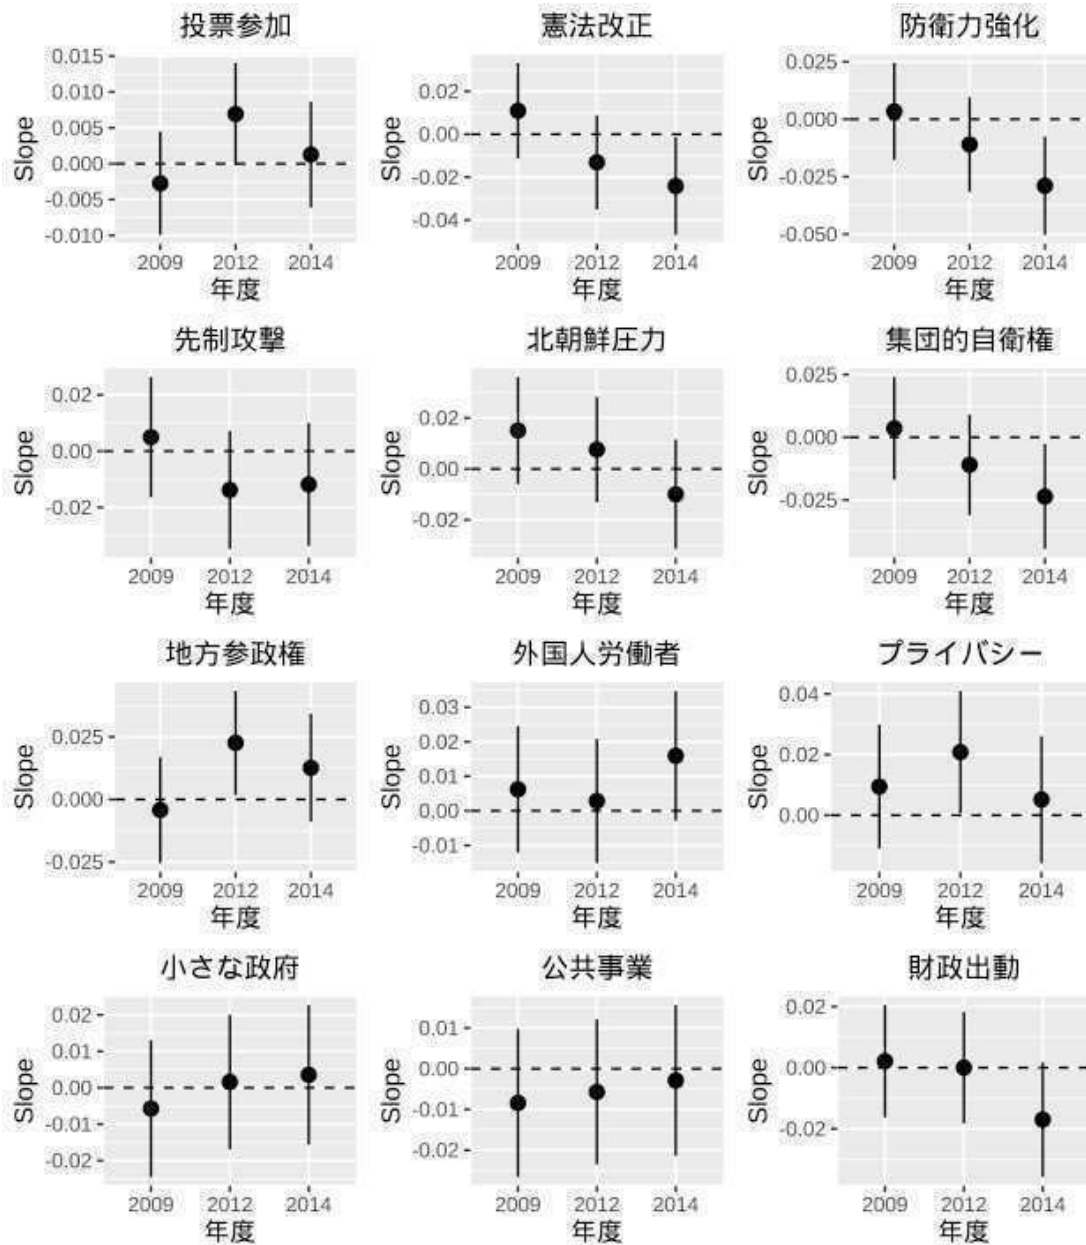 投票参加
Slope
0.015
0.010
0.005
0.000
-0.005
-0.010
2009 2012 2014
年度
憲法改正
Slope
0.02
0.00
-0.02
-0.04
2009 2012 2014
年度
防衛力強化
Slope
0.025
0.000
-0.025
-0.050
2009 2012 2014
年度
先制攻撃
Slope
0.02
0.00
-0.02
2009 2012 2014
年度
北朝鮮圧力
Slope
0.02
0.00
-0.02
2009 2012 2014
年度
集団的自衛権
Slope
0.025
0.000
-0.025
2009 2012 2014
年度
地方参政権
Slope
0.025
0.000
-0.025
2009 2012 2014
年度
外国人労働者
Slope
0.03
0.02
0.01
0.00
-0.01
2009 2012 2014
年度
プライバシー
Slope
0.04
0.02
0.00
2009 2012 2014
年度
小さな政府
Slope
0.02
0.01
0.00
-0.01
-0.02
2009 2012 2014
年度
公共事業
Slope
0.01
0.00
-0.01
-0.02
2009 2012 2014
年度
財政出動
Slope
0.02
0.00
-0.02
2009 2012 2014
年度